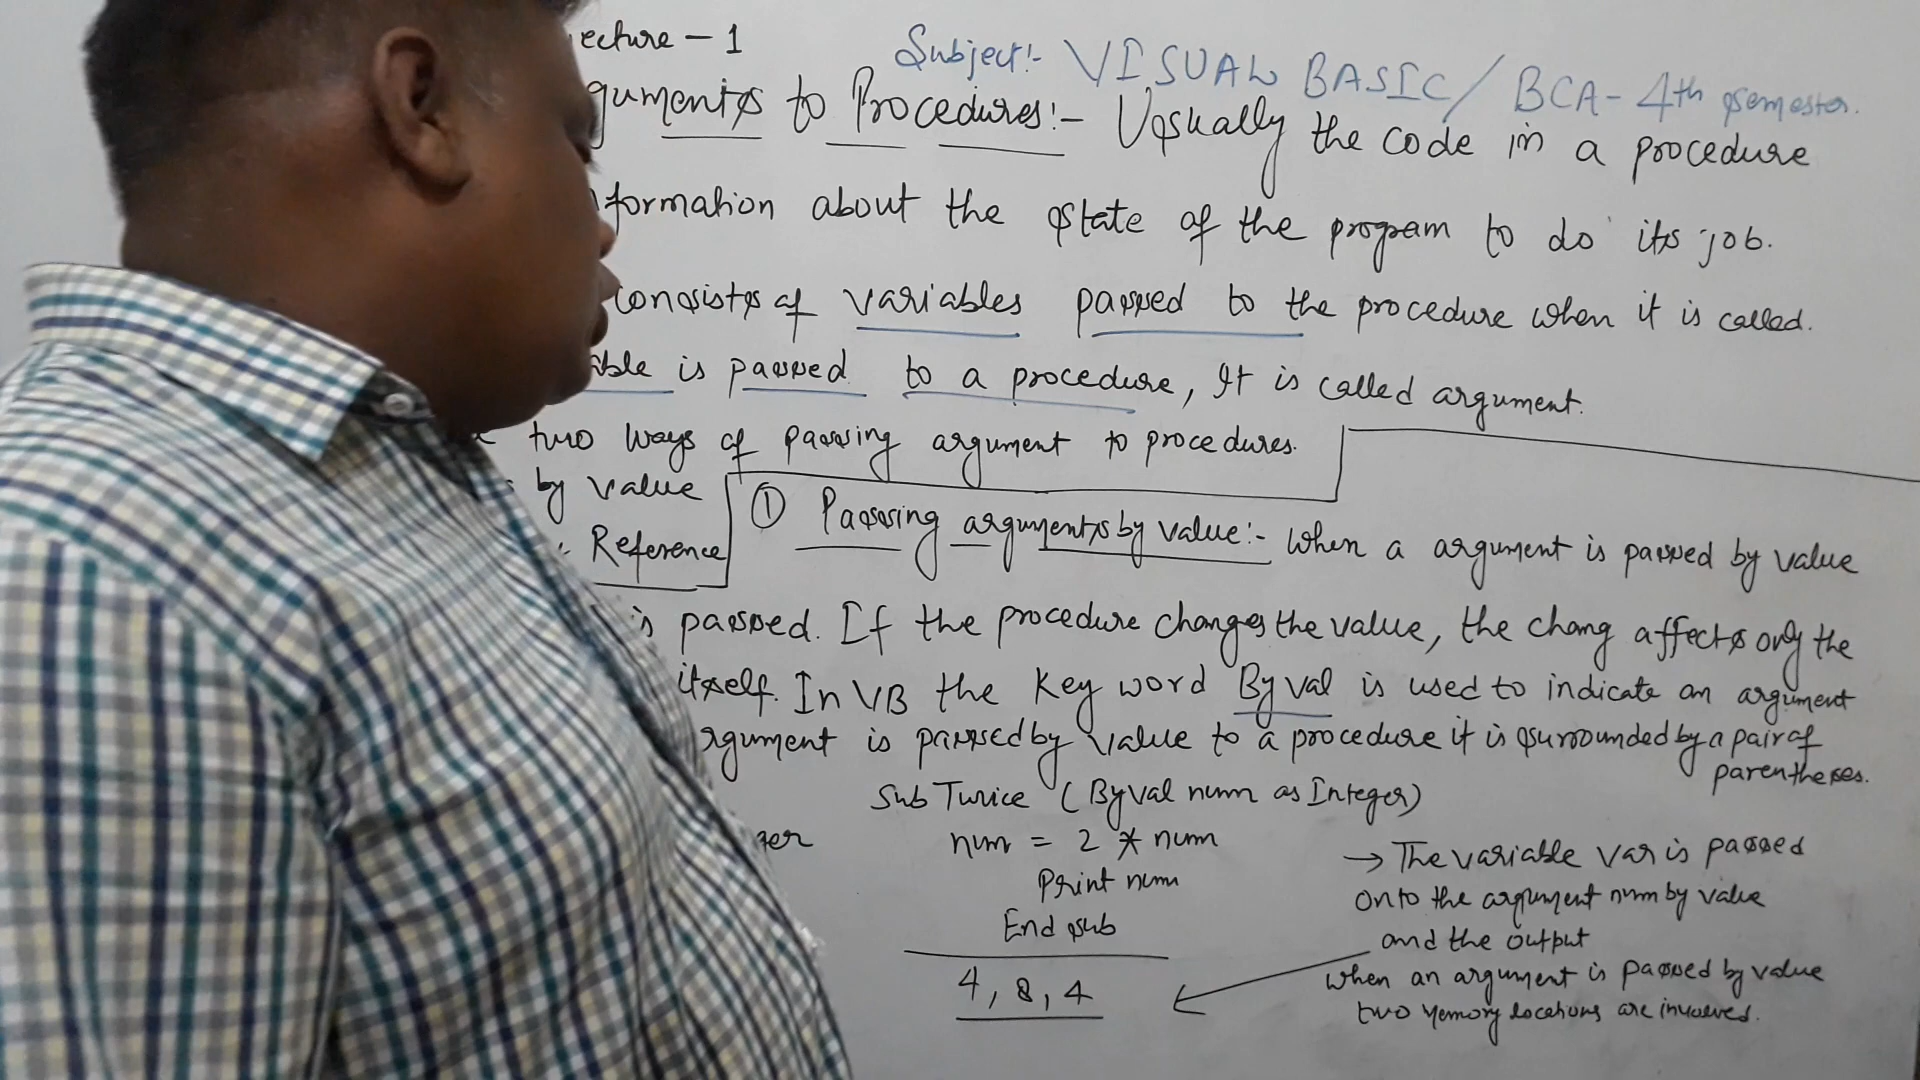 ecture - 1
Subject:- VISUAL BASIC / BCA - 4th semester.
guments to Procedures:- Usually the code in a procedure
nformation about the state of the program to do its job.
consists of variables passed to the procedure when it is called.
able is passed to a procedure, It is called argument.
two ways of passing argument to procedures.
by value
Reference
① Passing arguments by value:- When a argument is passed by value
is passed. If the procedure changes the value, the chang affects only the
itself. In VB the Key word By val is used to indicate an argument
rgument is passed by value to a procedure it is surrounded by a pair of
parentheses.
Sub Twice (ByVal num as Integer)
ger
num = 2 * num
Print num
End sub
4, 8, 4
→ The variable var is passed
onto the argument num by value
and the output
When an argument is passed by value
two memory locations are involved.